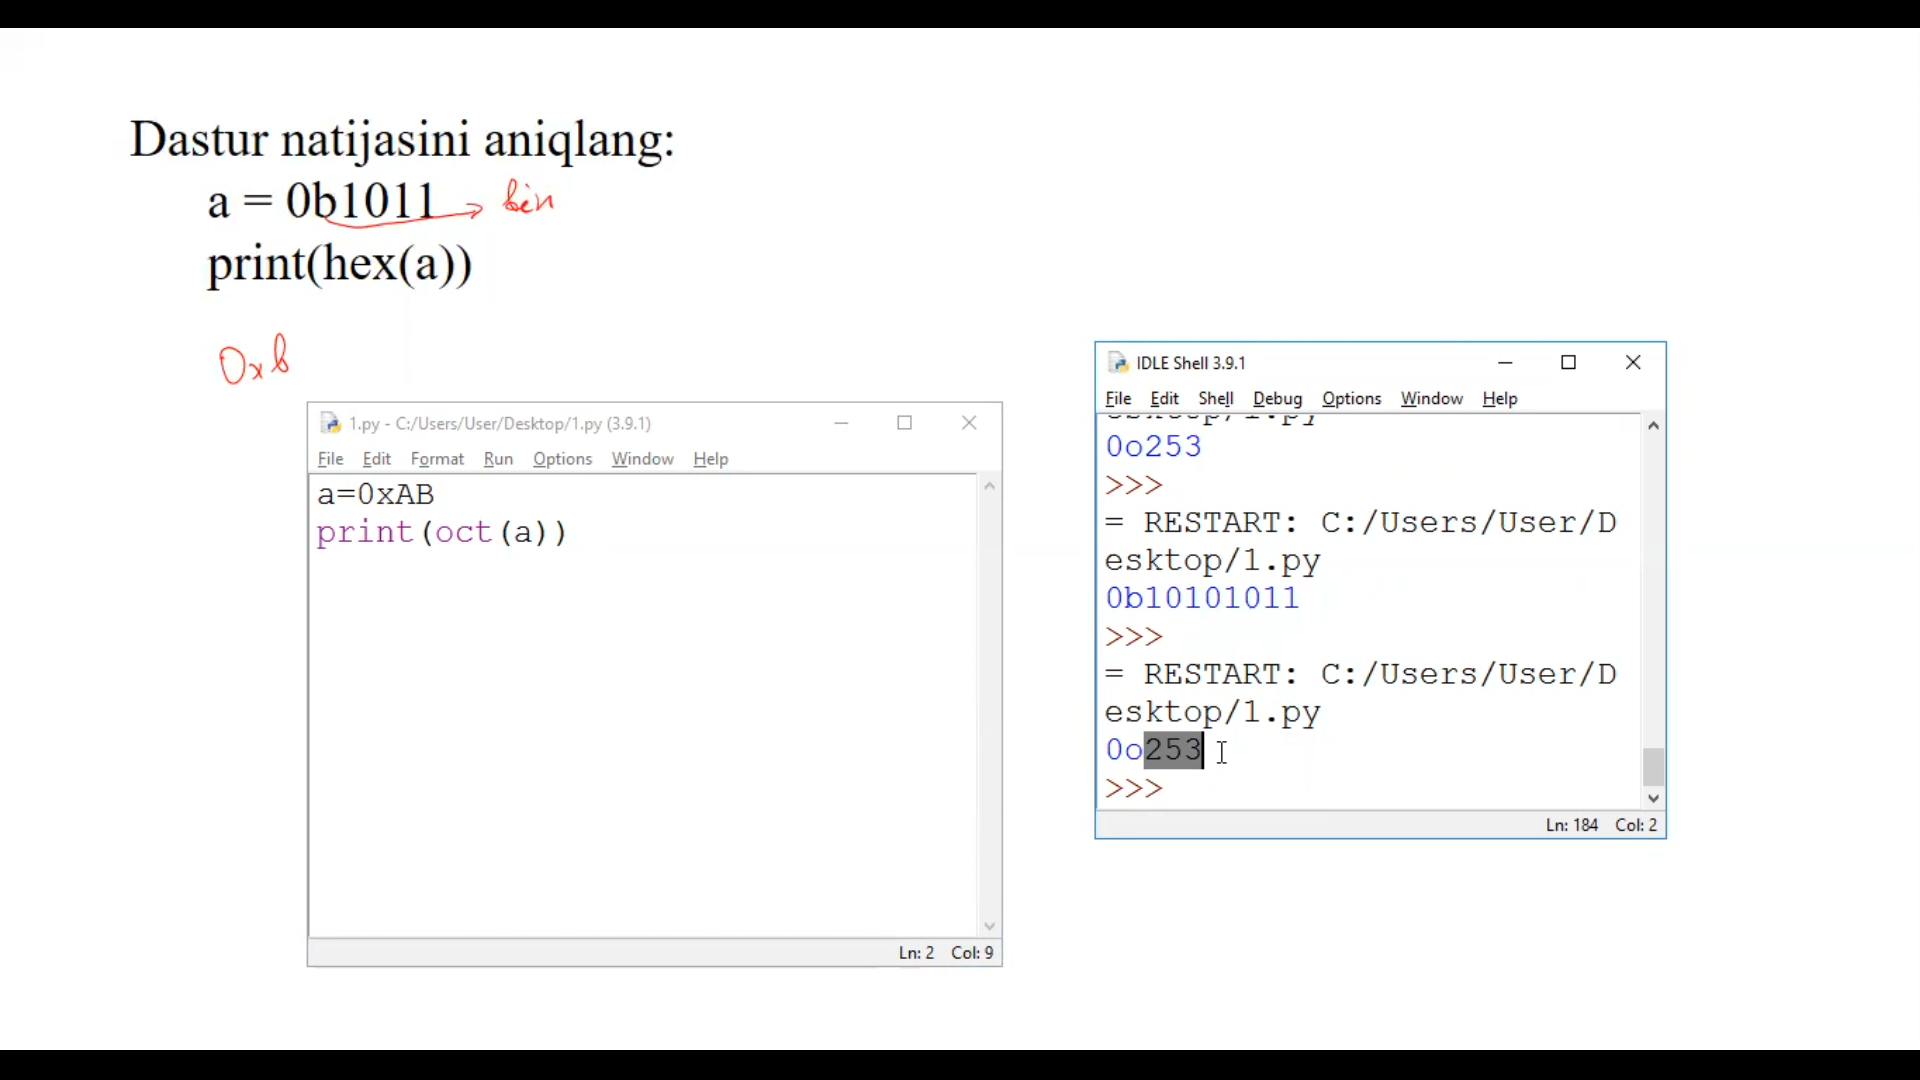 Dastur natijasini aniqlang:
a = 0b1011 bin
print(hex(a))
0xb
1.py - C:/Users/User/Desktop/1.py (3.9.1)
File Edit Format Run Options Window Help
a=0xAB
print(oct(a))
Ln: 2 Col: 9
IDLE Shell 3.9.1
File Edit Shell Debug Options Window Help
esktop/1.py
0o253
>>>
= RESTART: C:/Users/User/D
esktop/1.py
0b10101011
>>>
= RESTART: C:/Users/User/D
esktop/1.py
0o253
>>>
Ln: 184 Col: 2